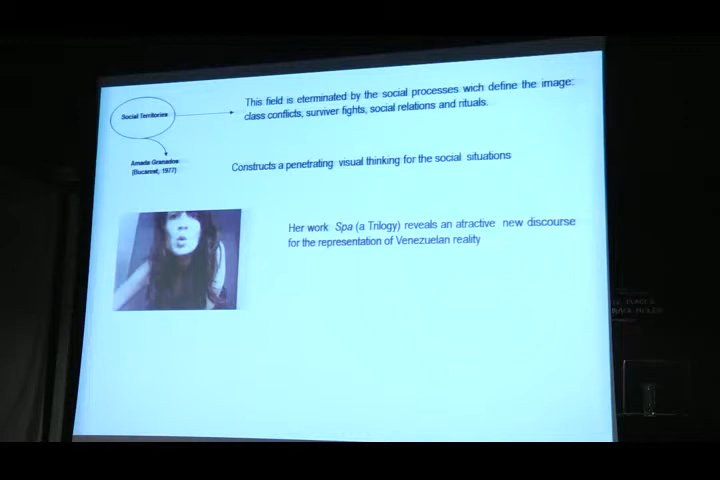 This field is eterminated by the social processes wich define the image:
class conflicts, surviver fights, social relations and rituals.
Social Territories
Amada Granados
(Bucarest, 1977)
Constructs a penetrating visual thinking for the social situations
Her work Spa (a Trilogy) reveals an atractive new discourse
for the representation of Venezuelan reality